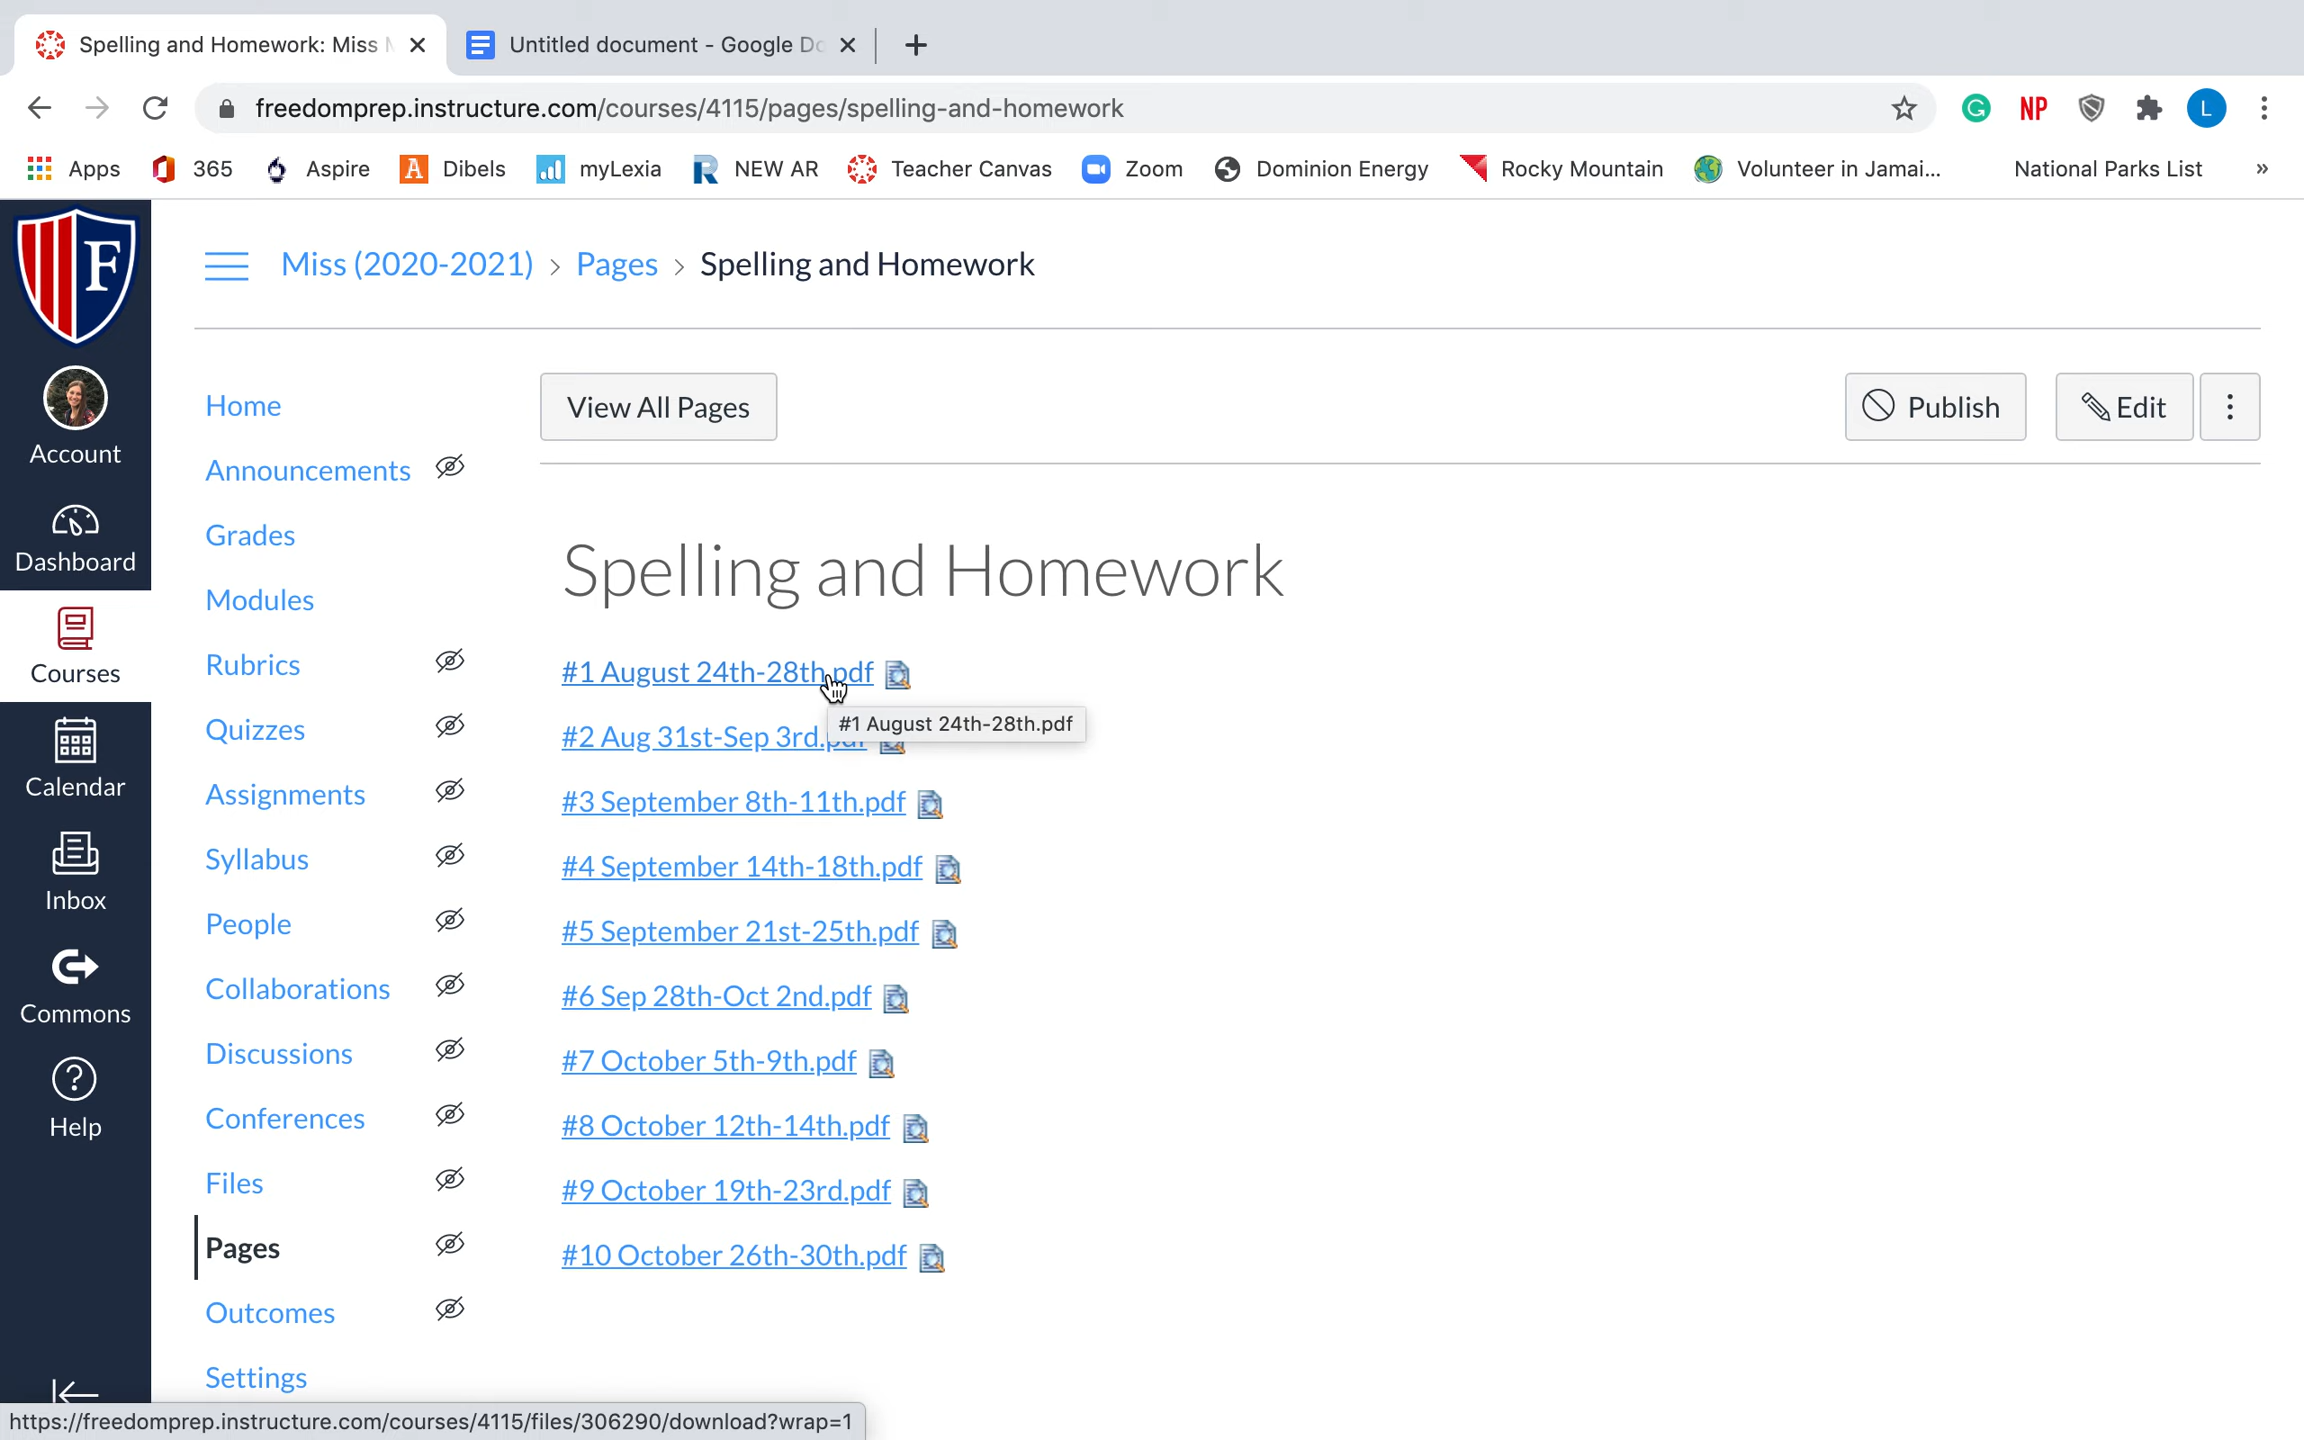 Spelling and Homework: Miss
Untitled document - Google Do
freedomprep.instructure.com/courses/4115/pages/spelling-and-homework
NP
L
Apps
365
Aspire
A
Dibels
myLexia
R
NEW AR
Teacher Canvas
Zoom
Dominion Energy
Rocky Mountain
Volunteer in Jamai...
National Parks List
»
F
Miss (2020-2021) > Pages > Spelling and Homework
Account
Dashboard
Courses
Calendar
Inbox
Commons
Help
Home
Announcements
Grades
Modules
Rubrics
Quizzes
Assignments
Syllabus
People
Collaborations
Discussions
Conferences
Files
Pages
Outcomes
Settings
View All Pages
Publish
Edit
Spelling and Homework
#1 August 24th-28th.pdf
#1 August 24th-28th.pdf
#2 Aug 31st-Sep 3rd.pdf
#3 September 8th-11th.pdf
#4 September 14th-18th.pdf
#5 September 21st-25th.pdf
#6 Sep 28th-Oct 2nd.pdf
#7 October 5th-9th.pdf
#8 October 12th-14th.pdf
#9 October 19th-23rd.pdf
#10 October 26th-30th.pdf
https://freedomprep.instructure.com/courses/4115/files/306290/download?wrap=1